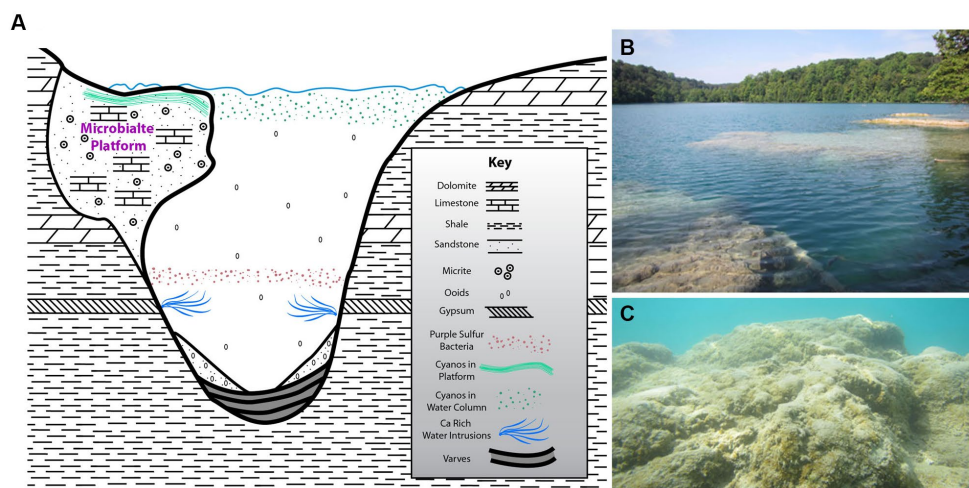 A
Microbialte
Platform
Key
Dolomite
Limestone
Shale
Sandstone
Micrite
Ooids
Gypsum
Purple Sulfur
Bacteria
Cyanos in
Platform
Cyanos in
Water Column
Ca Rich
Water Intrusions
Varves
B
C